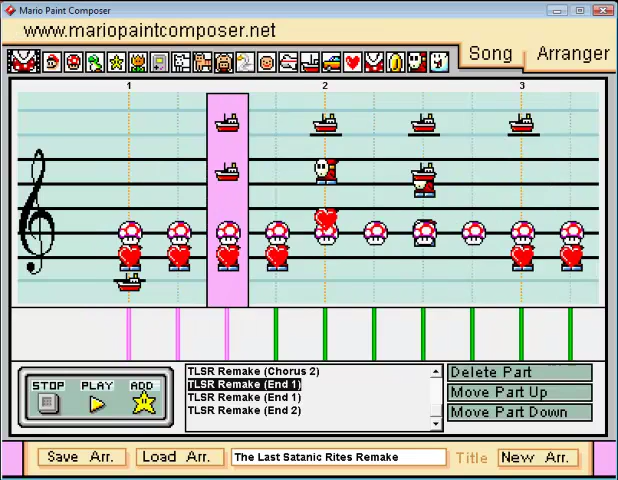 Mario Paint Composer
www.mariopaintcomposer.net
Song
Arranger
1
2
3
STOP
PLAY
ADD
TLSR Remake (Chorus 2)
TLSR Remake (End 1)
TLSR Remake (End 1)
TLSR Remake (End 2)
Delete Part
Move Part Up
Move Part Down
Save Arr.
Load Arr.
The Last Satanic Rites Remake
Title
New Arr.